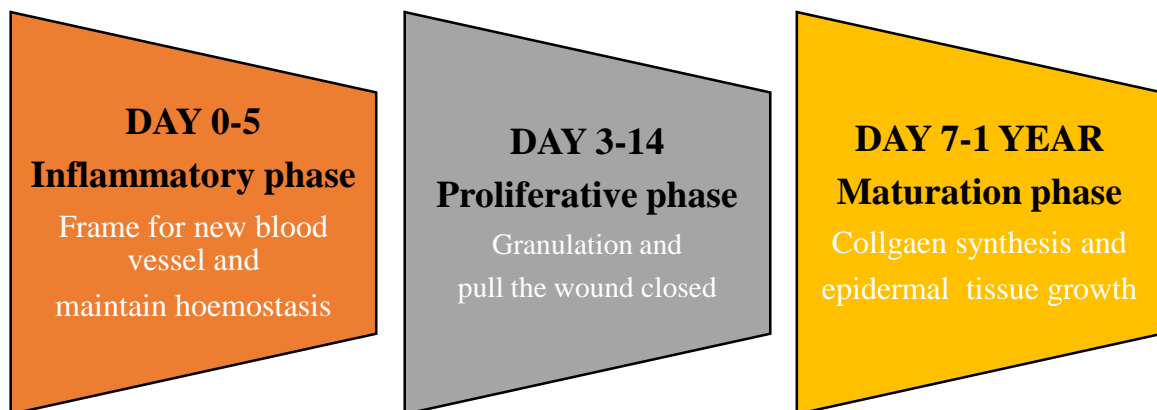 DAY 0-5
Inflammatory phase
Frame for new blood
vessel and
maintain hoemostasis
DAY 3-14
Proliferative phase
Granulation and
pull the wound closed
DAY 7-1 YEAR
Maturation phase
Collgaen synthesis and
epidermal tissue growth